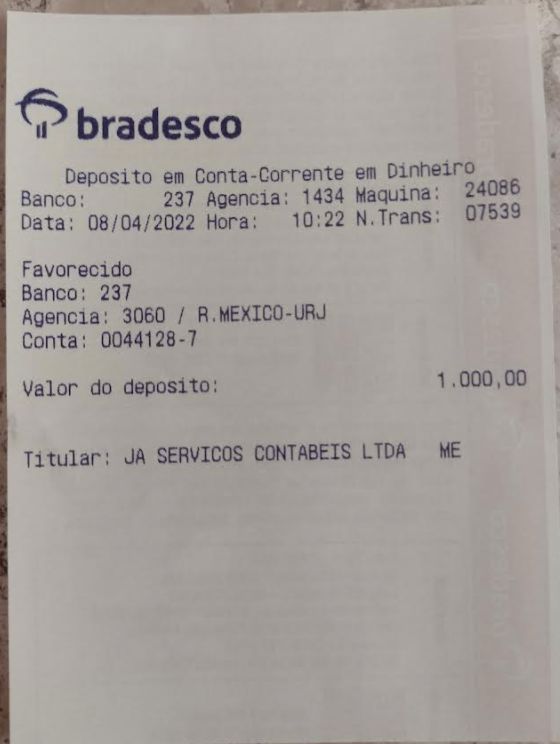 bradesco
Deposito em Conta-Corrente em Dinheiro
Banco: 237 Agencia: 1434 Maquina: 24086
Data: 08/04/2022 Hora: 10:22 N.Trans: 07539
Favorecido
Banco: 237
Agencia: 3060 / R.MEXICO-URJ
Conta: 0044128-7
Valor do deposito: 1.000,00
Titular: JA SERVICOS CONTABEIS LTDA ME